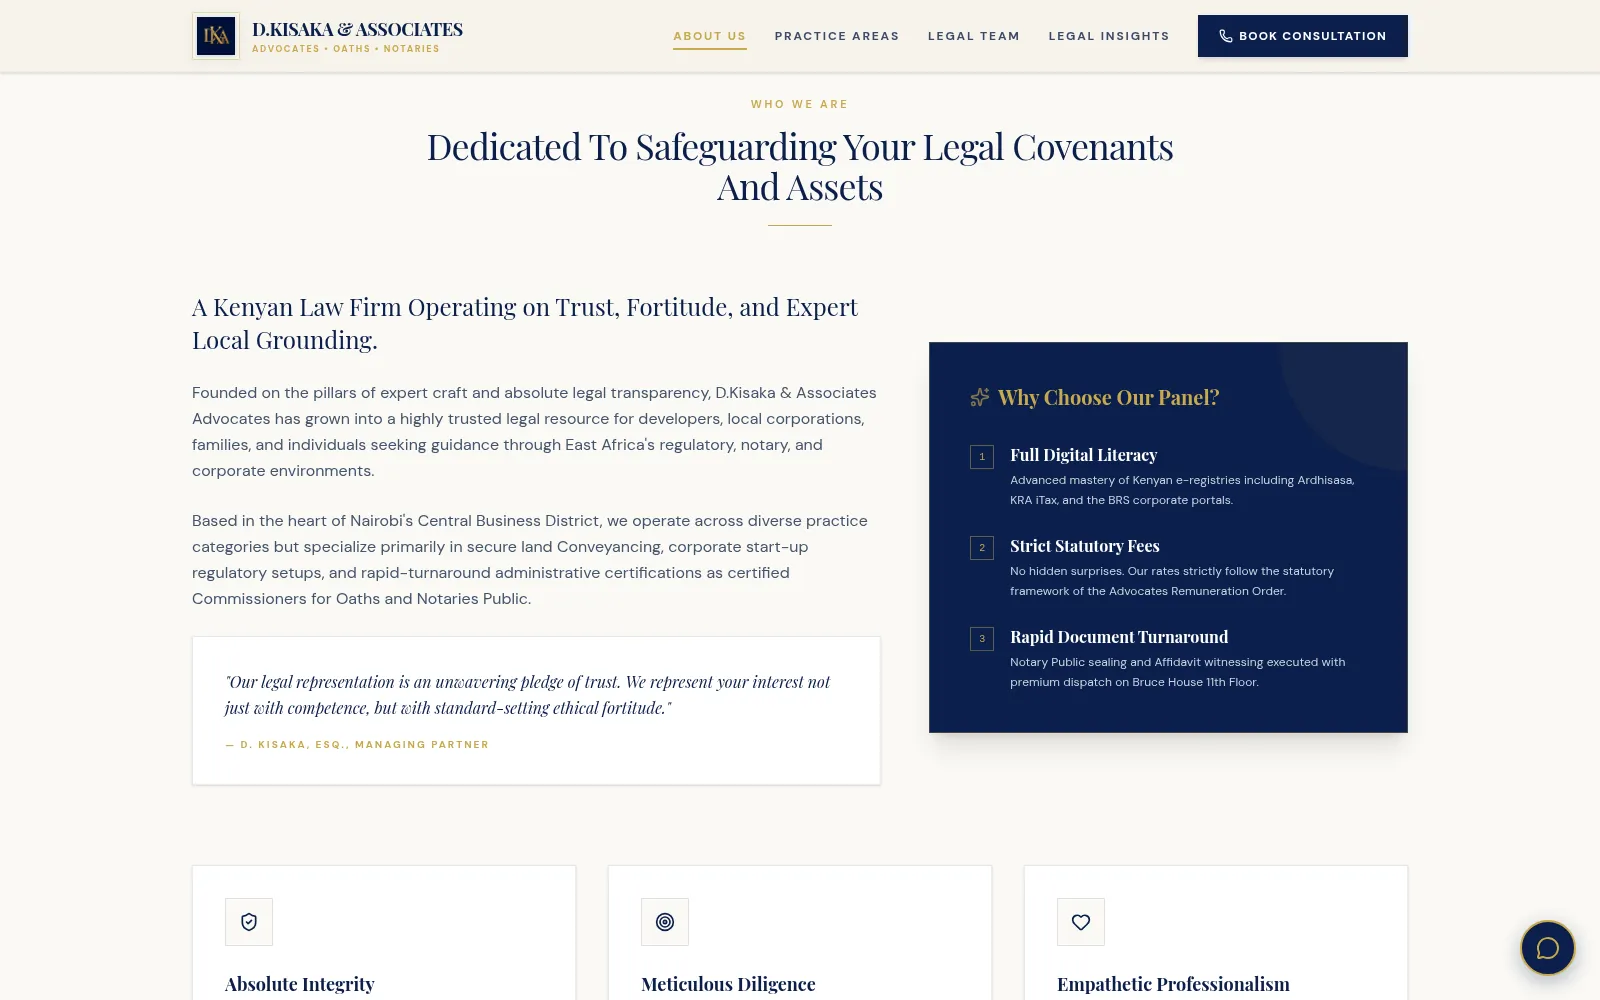 LKA
D.KISAKA & ASSOCIATES
ADVOCATES • OATHS • NOTARIES
ABOUT US
PRACTICE AREAS
LEGAL TEAM
LEGAL INSIGHTS
BOOK CONSULTATION
WHO WE ARE
Dedicated To Safeguarding Your Legal Covenants
And Assets
A Kenyan Law Firm Operating on Trust, Fortitude, and Expert
Local Grounding.
Founded on the pillars of expert craft and absolute legal transparency, D.Kisaka & Associates
Advocates has grown into a highly trusted legal resource for developers, local corporations,
families, and individuals seeking guidance through East Africa's regulatory, notary, and
corporate environments.
Based in the heart of Nairobi's Central Business District, we operate across diverse practice
categories but specialize primarily in secure land Conveyancing, corporate start-up
regulatory setups, and rapid-turnaround administrative certifications as certified
Commissioners for Oaths and Notaries Public.
"Our legal representation is an unwavering pledge of trust. We represent your interest not
just with competence, but with standard-setting ethical fortitude."
— D. KISAKA, ESQ., MANAGING PARTNER
Why Choose Our Panel?
1
Full Digital Literacy
Advanced mastery of Kenyan e-registries including Ardhisasa,
KRA iTax, and the BRS corporate portals.
2
Strict Statutory Fees
No hidden surprises. Our rates strictly follow the statutory
framework of the Advocates Remuneration Order.
3
Rapid Document Turnaround
Notary Public sealing and Affidavit witnessing executed with
premium dispatch on Bruce House 11th Floor.
Absolute Integrity
Meticulous Diligence
Empathetic Professionalism